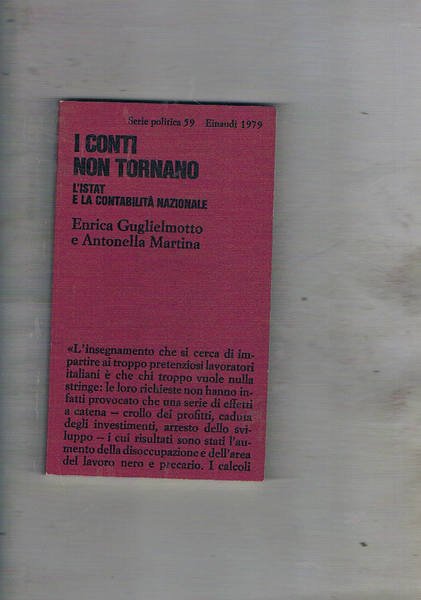 Serie politica 59 Einaudi 1979
I CONTI
NON TORNANO
L'ISTAT
E LA CONTABILITÀ NAZIONALE
Enrica Guglielmotto
e Antonella Martina
«L'insegnamento che si cerca di im-
partire ai troppo pretenziosi lavoratori
italiani è che chi troppo vuole nulla
stringe: le loro richieste non hanno in-
fatti provocato che una serie di effetti
a catena – crollo dei profitti, caduta
degli investimenti, arresto dello svi-
luppo – i cui risultati sono stati l'au-
mento della disoccupazione e dell'area
del lavoro nero e precario. I calcoli